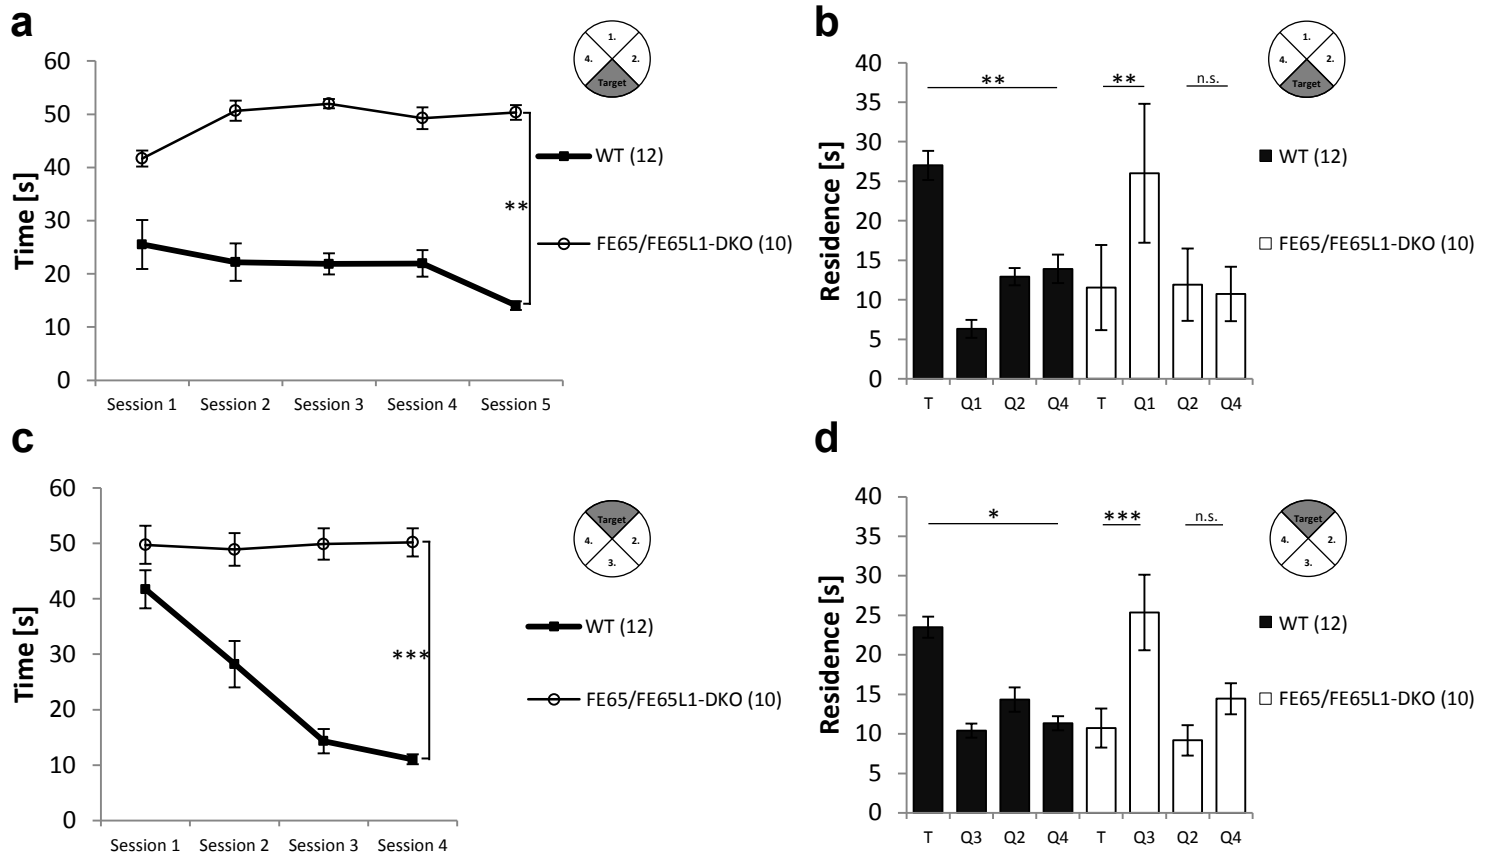 a
Time [s]
60
50
40
30
20
10
0
Session 1 Session 2 Session 3 Session 4 Session 5
**
1.
4. 2.
Target
WT (12)
FE65/FE65L1-DKO (10)
b
Residence [s]
40
35
30
25
20
15
10
5
0
** ** n.s.
T Q1 Q2 Q4 T Q1 Q2 Q4
1.
4. 2.
Target
WT (12)
FE65/FE65L1-DKO (10)
c
Time [s]
60
50
40
30
20
10
0
Session 1 Session 2 Session 3 Session 4
***
Target
4. 2.
3.
WT (12)
FE65/FE65L1-DKO (10)
d
Residence [s]
40
35
30
25
20
15
10
5
0
* *** n.s.
T Q3 Q2 Q4 T Q3 Q2 Q4
Target
4. 2.
3.
WT (12)
FE65/FE65L1-DKO (10)